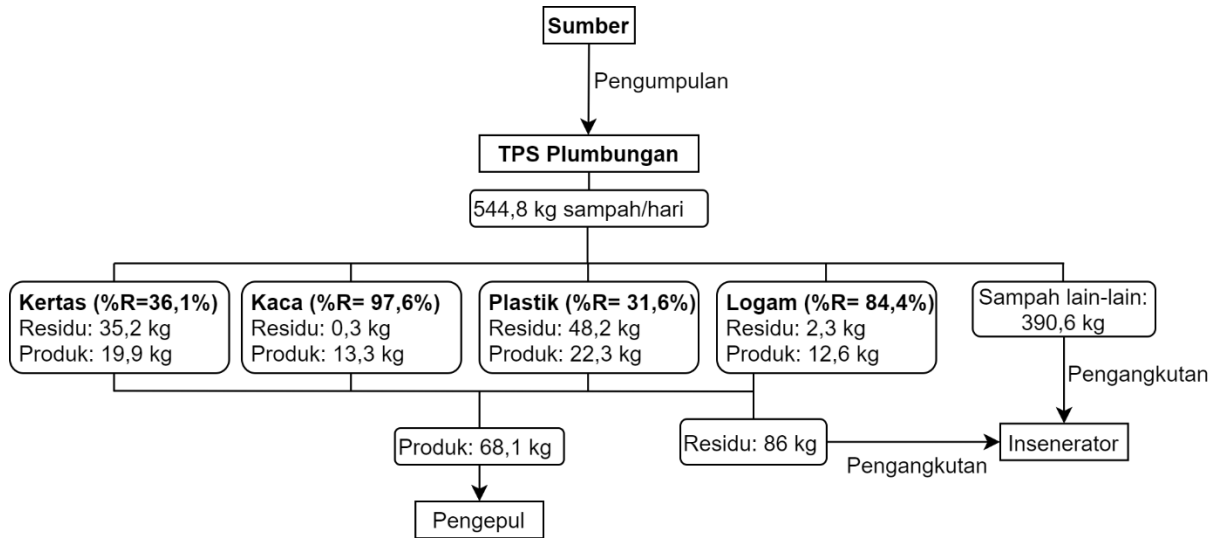 Sumber
Pengumpulan
TPS Plumbungan
544,8 kg sampah/hari
Kertas (%R=36,1%)
Residu: 35,2 kg
Produk: 19,9 kg
Kaca (%R= 97,6%)
Residu: 0,3 kg
Produk: 13,3 kg
Plastik (%R= 31,6%)
Residu: 48,2 kg
Produk: 22,3 kg
Logam (%R= 84,4%)
Residu: 2,3 kg
Produk: 12,6 kg
Sampah lain-lain:
390,6 kg
Pengangkutan
Produk: 68,1 kg
Residu: 86 kg
Pengangkutan
Insenerator
Pengepul